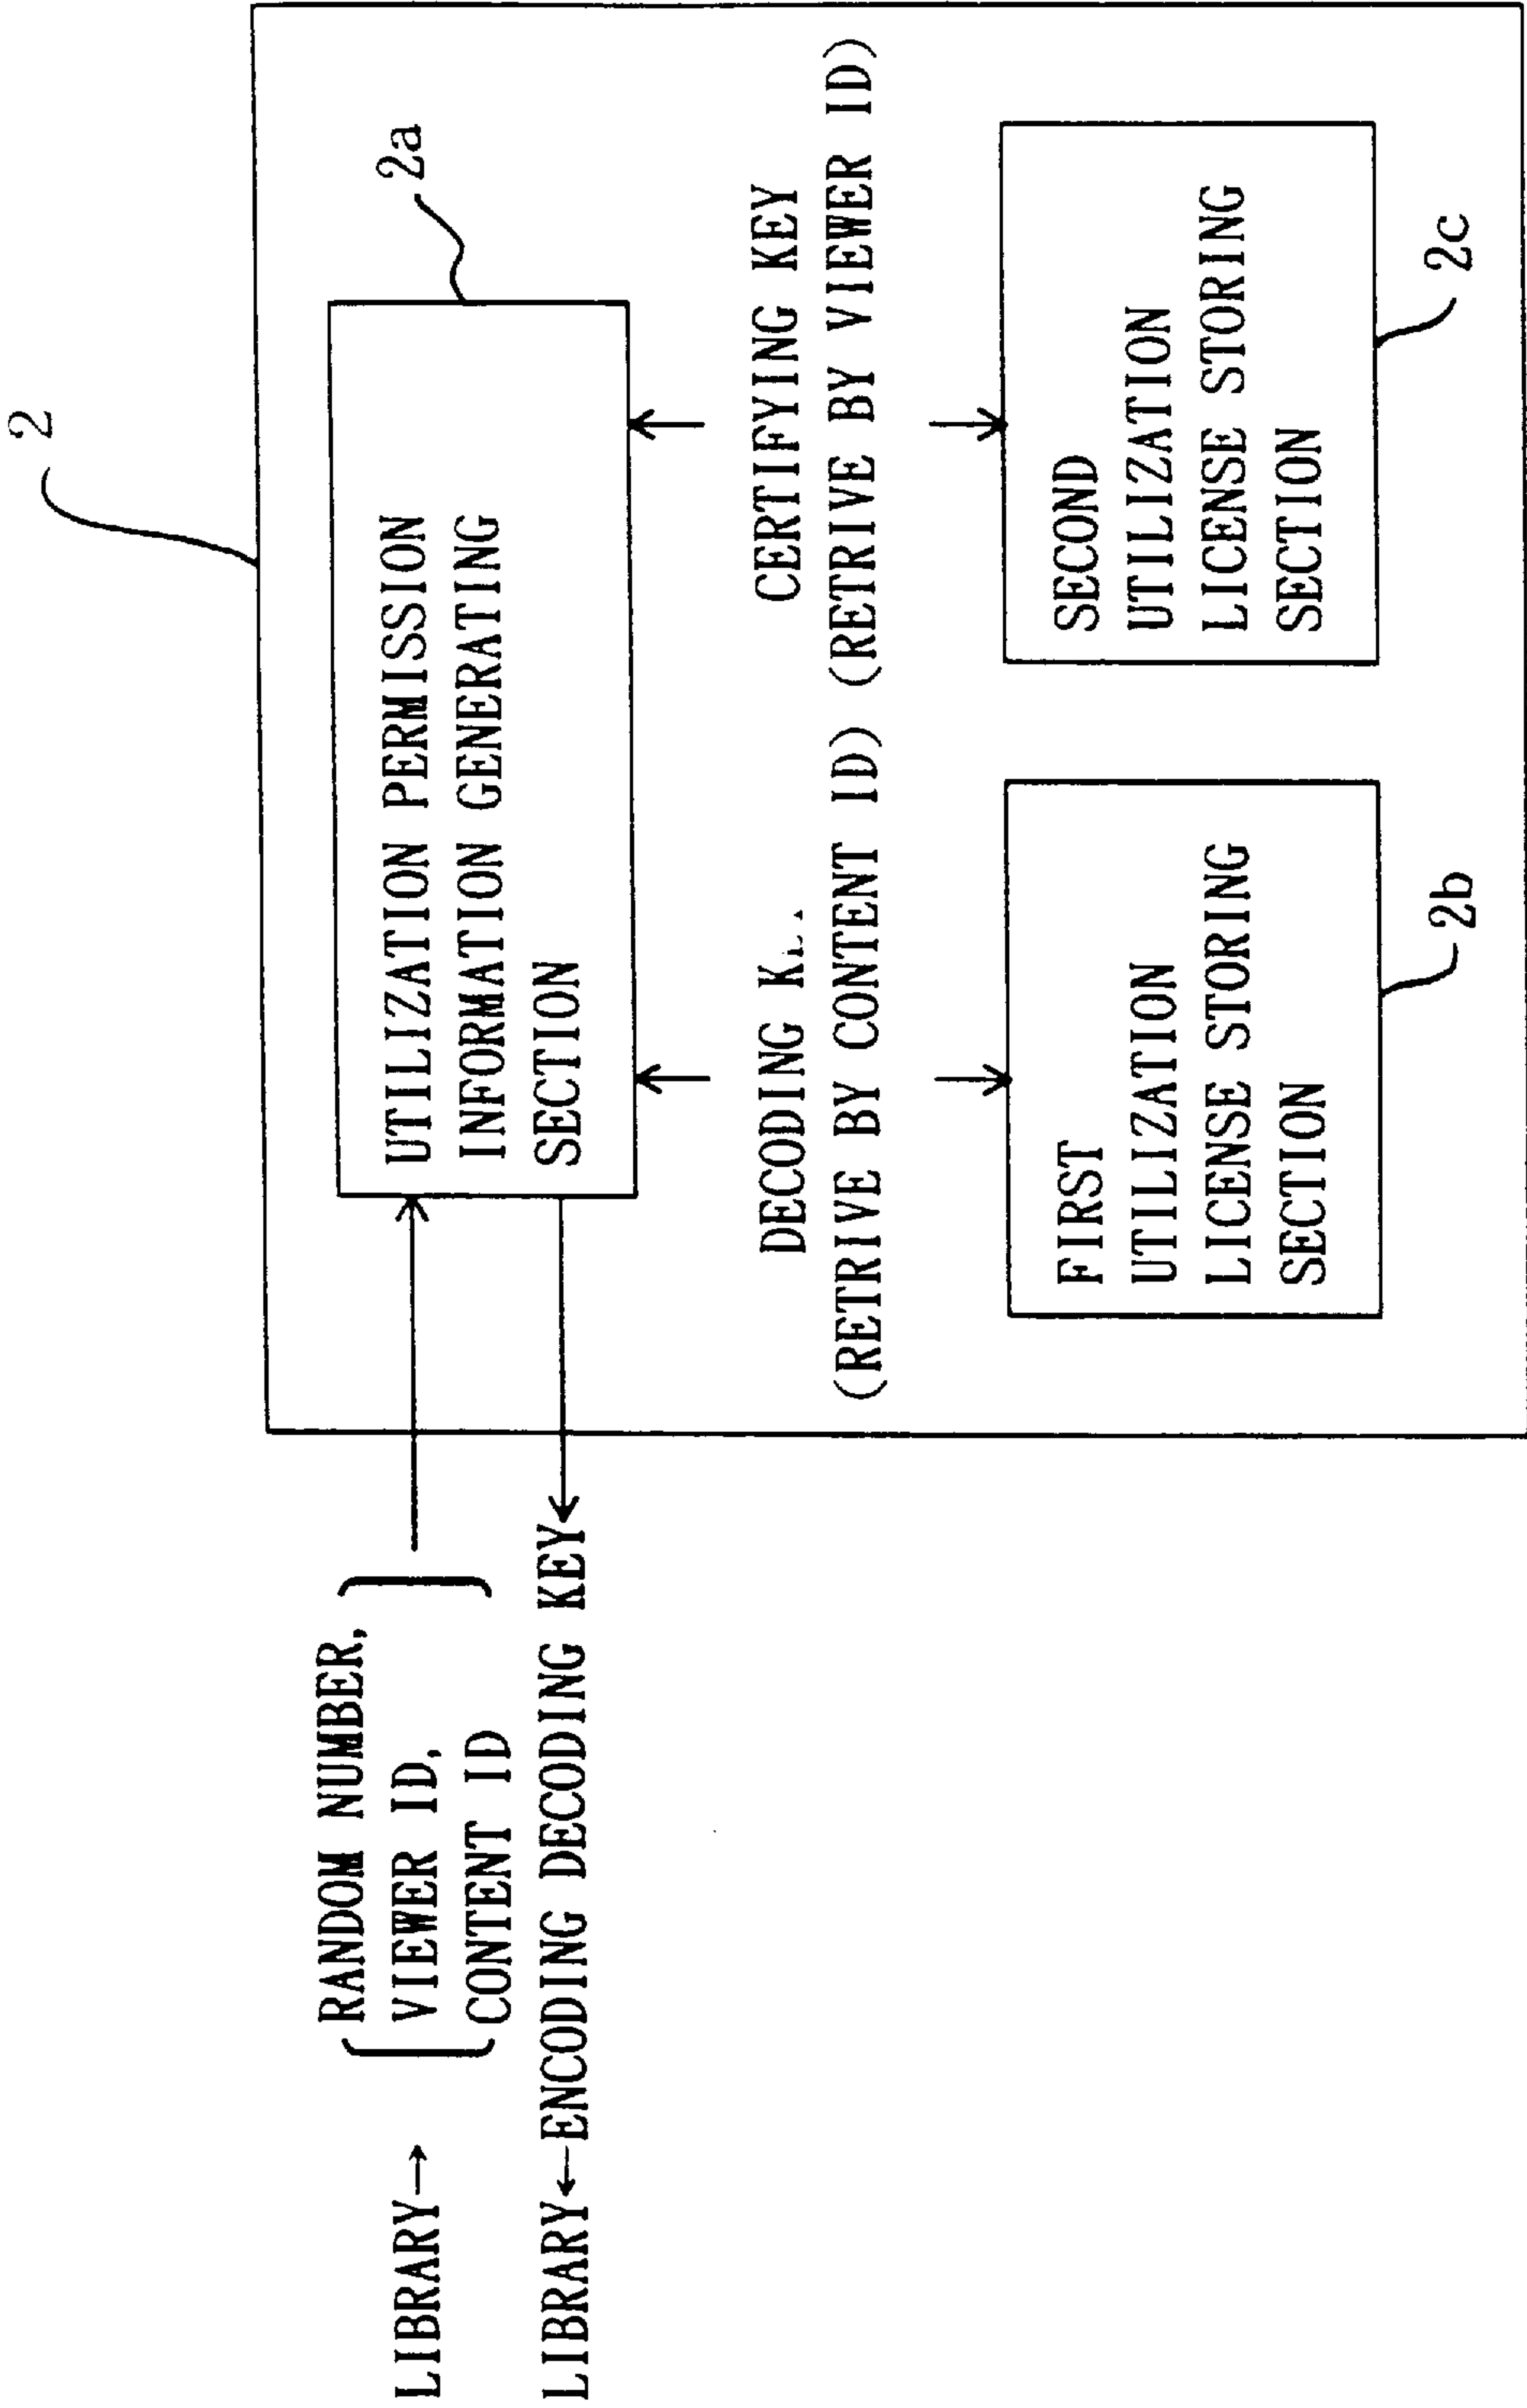 2
2a
UTILIZATION PERMISSION
INFORMATION GENERATING
SECTION
RANDOM NUMBER,
LIBRARY→ VIEWER ID,
CONTENT ID
LIBRARY←ENCODING DECODING KEY
DECODING
CERTIFYING KEY
(RETRIVE BY CONTENT ID) (RETRIVE BY VIEWER ID)
FIRST
UTILIZATION
LICENSE STORING
SECTION
2b
SECOND
UTILIZATION
LICENSE STORING
SECTION
2c